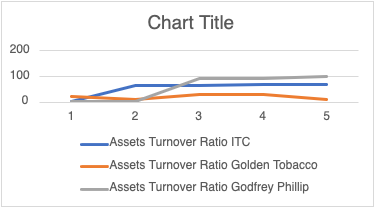 Chart Title
200
100
0
1 2 3 4 5
Assets Turnover Ratio ITC
Assets Turnover Ratio Golden Tobacco
Assets Turnover Ratio Godfrey Phillip